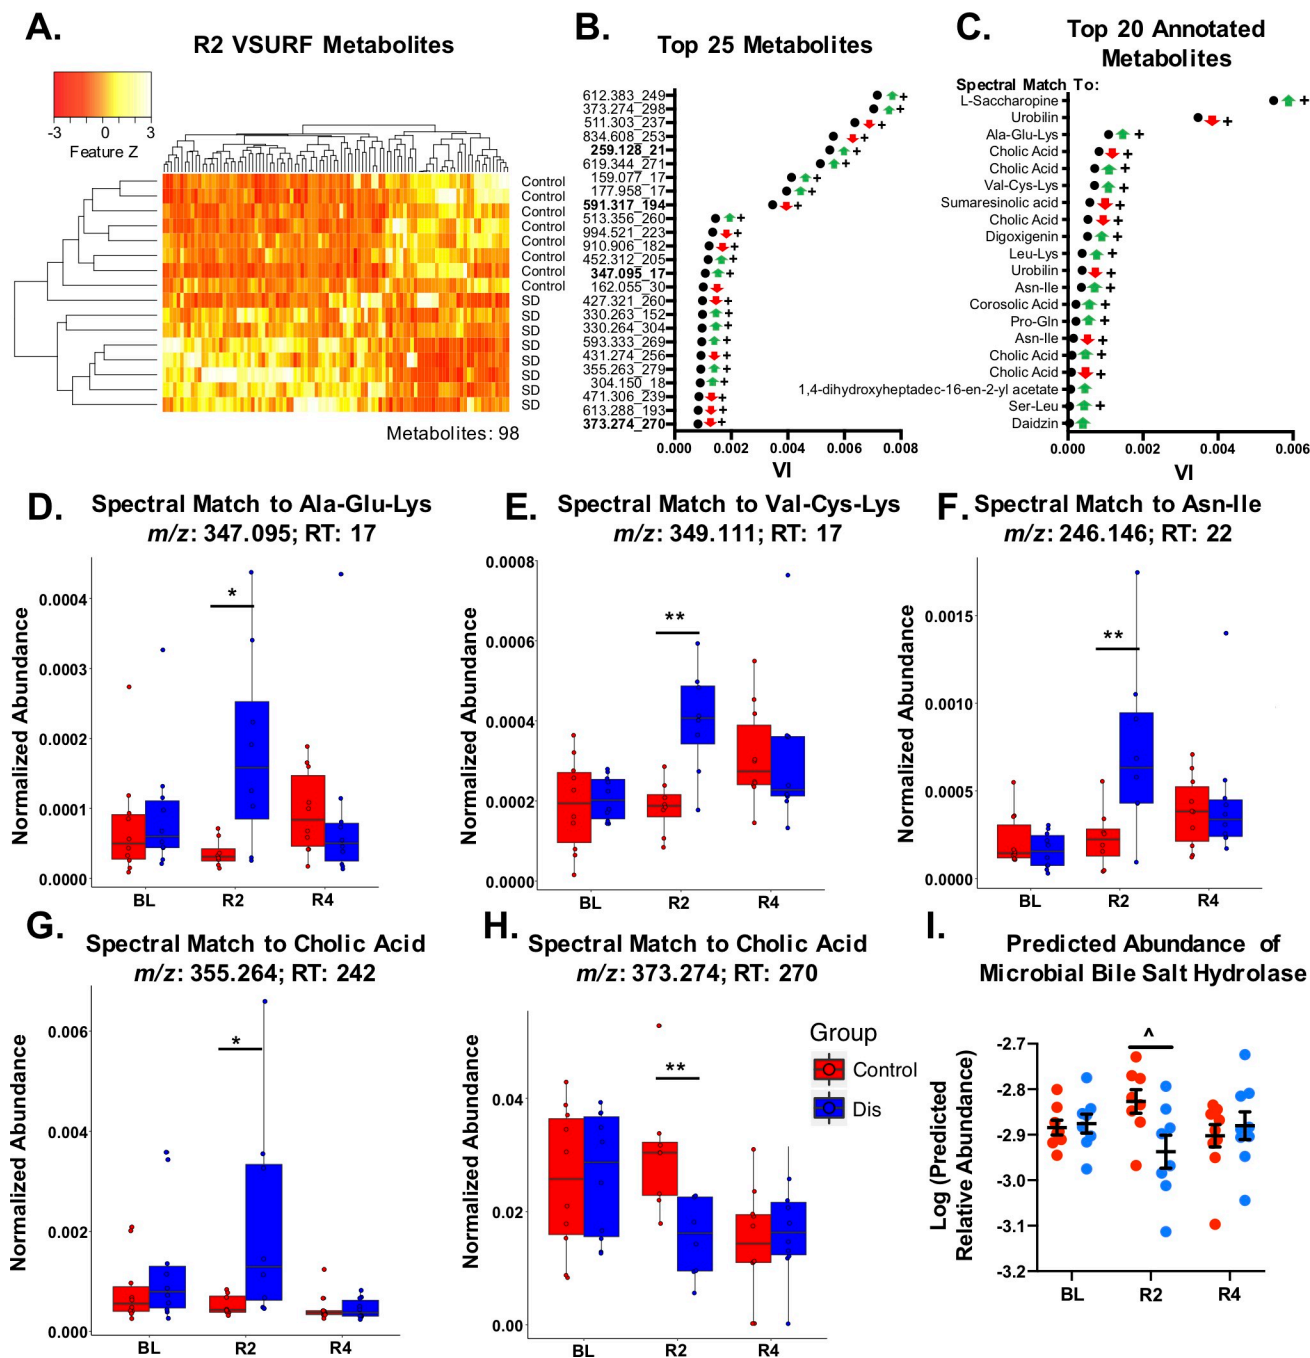 A.
R2 VSURF Metabolites
-3 0 3
Feature Z
Control
Control
Control
Control
Control
Control
Control
Control
SD
SD
SD
SD
SD
SD
SD
SD
Metabolites: 98
B.
Top 25 Metabolites
612.383_249
373.274_298
511.303_237
834.608_253
259.128_21
619.344_271
159.077_17
177.958_17
591.317_194
513.356_260
994.521_223
910.906_182
452.312_205
347.095_17
162.055_30
427.321_260
330.263_152
330.264_304
593.333_269
431.274_256
355.263_279
304.150_18
471.306_239
613.288_193
373.274_270
0.000 0.002 0.004 0.006 0.008
VI
C.
Top 20 Annotated
Metabolites
Spectral Match To:
L-Saccharopine
Urobilin
Ala-Glu-Lys
Cholic Acid
Cholic Acid
Val-Cys-Lys
Sumaresinolic acid
Cholic Acid
Digoxigenin
Leu-Lys
Urobilin
Asn-Ile
Corosolic Acid
Pro-Gln
Asn-Ile
Cholic Acid
Cholic Acid
1,4-dihydroxyheptadec-16-en-2-yl acetate
Ser-Leu
Daidzin
0.000 0.002 0.004 0.006
VI
D.
Spectral Match to Ala-Glu-Lys
m/z: 347.095; RT: 17
Normalized Abundance
0.0004
0.0003
0.0002
0.0001
0.0000
*
BL R2 R4
E.
Spectral Match to Val-Cys-Lys
m/z: 349.111; RT: 17
Normalized Abundance
0.0008
0.0006
0.0004
0.0002
0.0000
**
BL R2 R4
F.
Spectral Match to Asn-Ile
m/z: 246.146; RT: 22
Normalized Abundance
0.0015
0.0010
0.0005
0.0000
**
BL R2 R4
G.
Spectral Match to Cholic Acid
m/z: 355.264; RT: 242
Normalized Abundance
0.006
0.004
0.002
0.000
*
BL R2 R4
H.
Spectral Match to Cholic Acid
m/z: 373.274; RT: 270
Normalized Abundance
0.04
0.02
0.00
**
BL R2 R4
Group
Control
Dis
I.
Predicted Abundance of
Microbial Bile Salt Hydrolase
Log (Predicted
Relative Abundance)
-2.7
-2.8
-2.9
-3.0
-3.1
-3.2
^
BL R2 R4